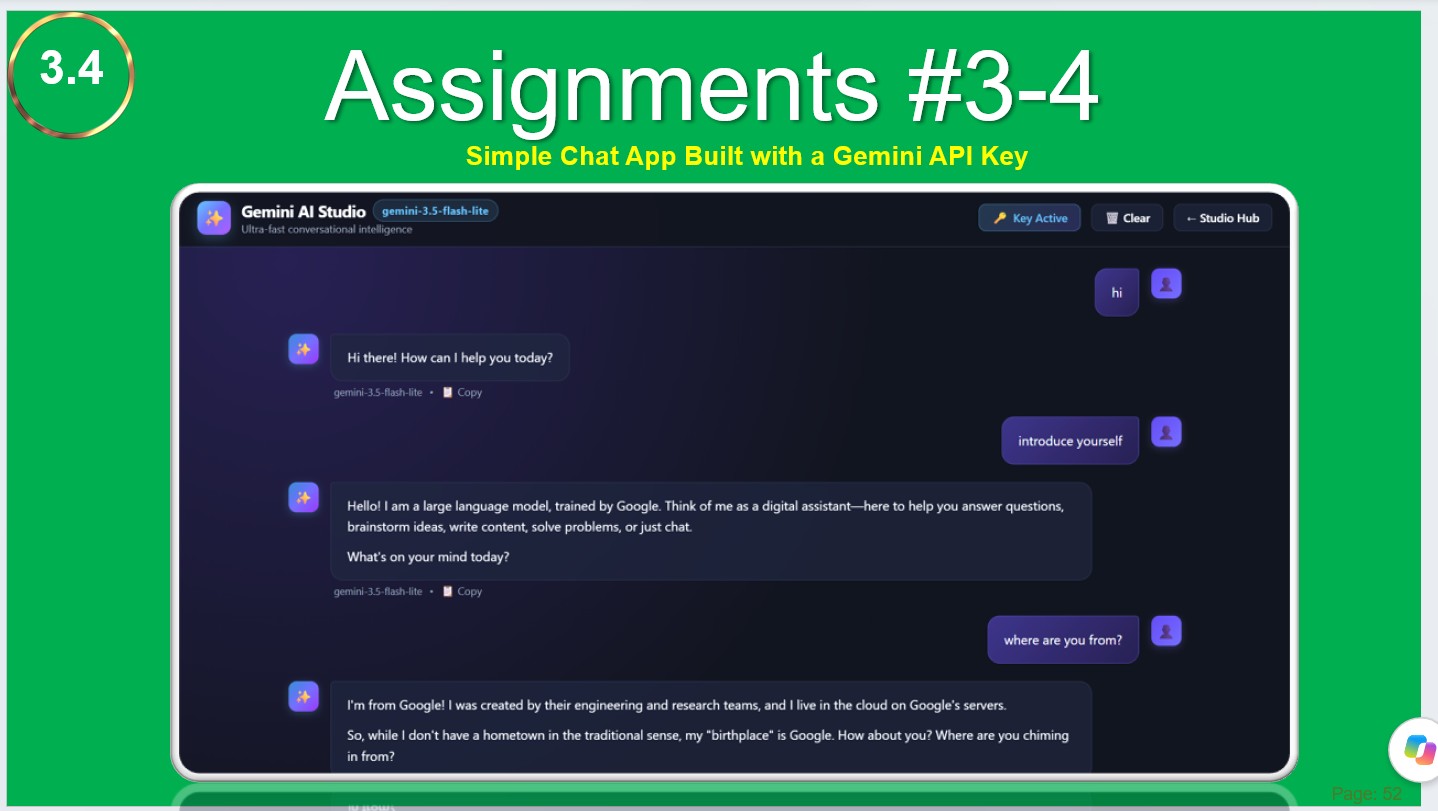 3.4
Assignments #3-4
Simple Chat App Built with a Gemini API Key
Gemini AI Studio
gemini-3.5-flash-lite
Ultra-fast conversational intelligence
🔑 Key Active
🗑️ Clear
← Studio Hub
hi
Hi there! How can I help you today?
gemini-3.5-flash-lite • 📋 Copy
introduce yourself
Hello! I am a large language model, trained by Google. Think of me as a digital assistant—here to help you answer questions,
brainstorm ideas, write content, solve problems, or just chat.
What's on your mind today?
gemini-3.5-flash-lite • 📋 Copy
where are you from?
I'm from Google! I was created by their engineering and research teams, and I live in the cloud on Google's servers.
So, while I don't have a hometown in the traditional sense, my "birthplace" is Google. How about you? Where are you chiming
in from?
Page: 52